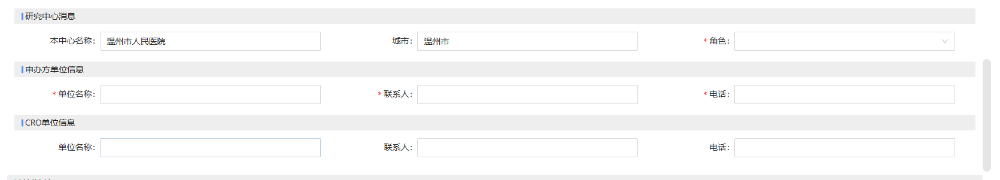 研究中心消息
本中心名称: 温州市人民医院 城市: 温州市 * 角色:
申办方单位信息
* 单位名称: * 联系人: * 电话:
CRO单位信息
单位名称: 联系人: 电话: